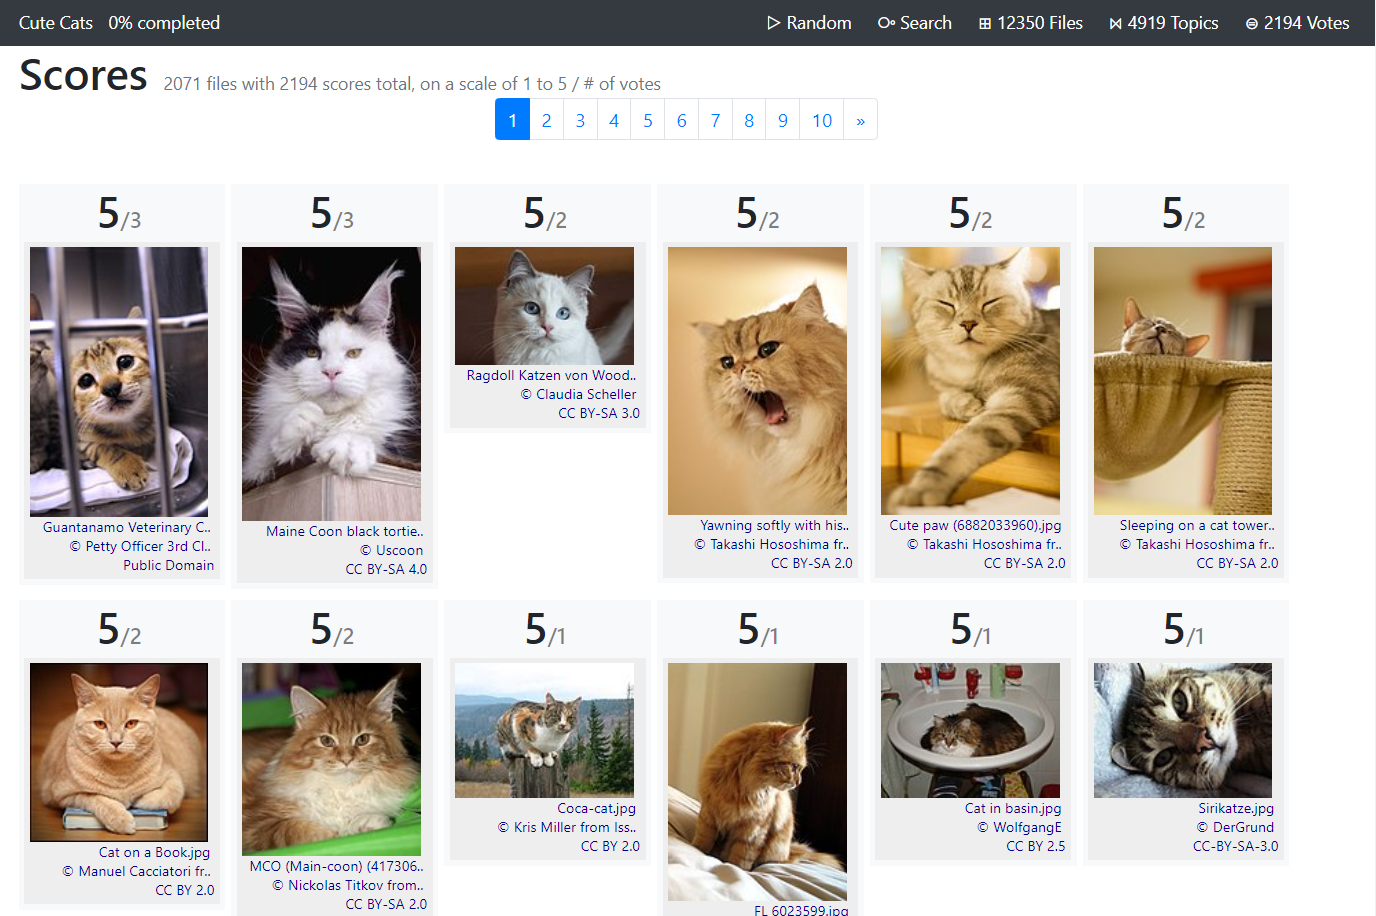 Cute Cats 0% completed Random Search 12350 Files 4919 Topics 2194 Votes
Scores 2071 files with 2194 scores total, on a scale of 1 to 5 / # of votes
1 2 3 4 5 6 7 8 9 10 »
5/3 5/3 5/2 5/2 5/2 5/2
Guantanamo Veterinary C..
© Petty Officer 3rd Cl..
Public Domain
Maine Coon black tortie..
© Uscoon
CC BY-SA 4.0
Ragdoll Katzen von Wood..
© Claudia Scheller
CC BY-SA 3.0
Yawning softly with his..
© Takashi Hososhima fr..
CC BY-SA 2.0
Cute paw (6882033960).jpg
© Takashi Hososhima fr..
CC BY-SA 2.0
Sleeping on a cat tower..
© Takashi Hososhima fr..
CC BY-SA 2.0
5/2 5/2 5/1 5/1 5/1 5/1
Cat on a Book.jpg
© Manuel Cacciatori fr..
CC BY 2.0
MCO (Main-coon) (417306..
© Nickolas Titkov from..
CC BY-SA 2.0
Coca-cat.jpg
© Kris Miller from Iss..
CC BY 2.0
FL 6023599.jpg
Cat in basin.jpg
© WolfgangE
CC BY 2.5
Sirikatze.jpg
© DerGrund
CC-BY-SA-3.0